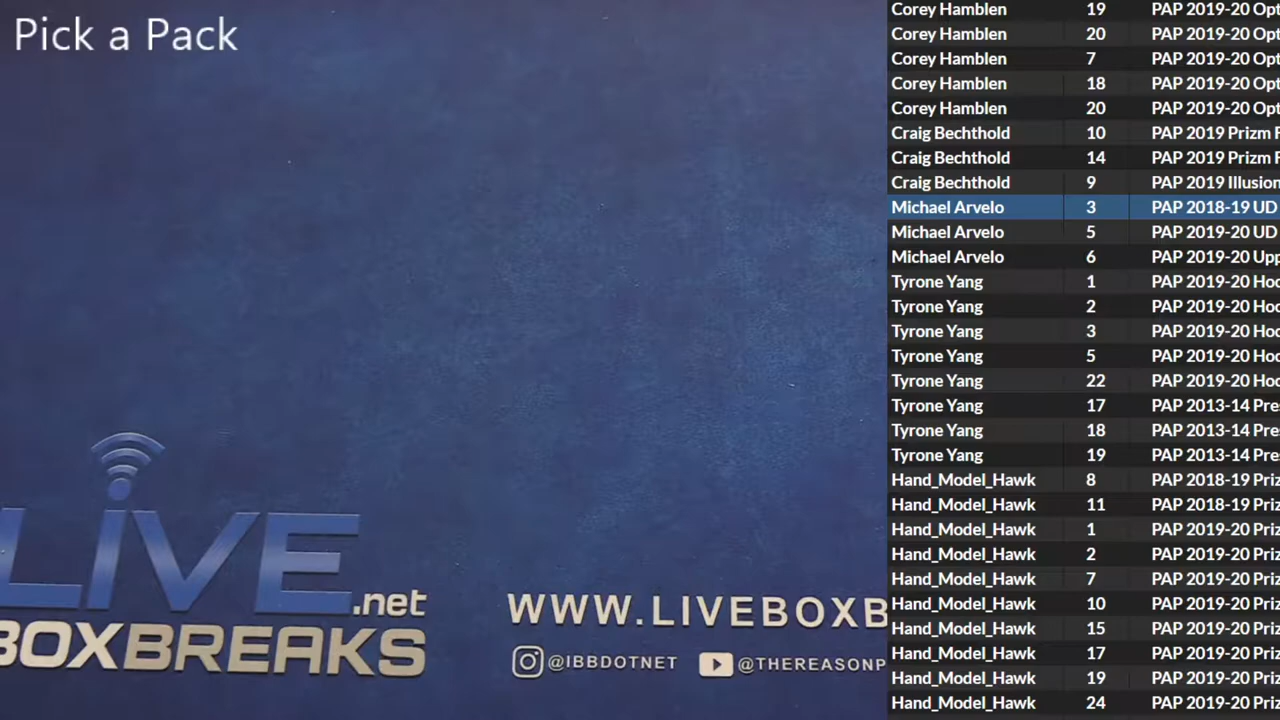 Pick a Pack
LIVE.net
BOXBREAKS
WWW.LIVEBOXB
@IBBDOTNET
@THEREASONP
Corey Hamblen 19 PAP 2019-20 Opt
Corey Hamblen 20 PAP 2019-20 Opt
Corey Hamblen 7 PAP 2019-20 Opt
Corey Hamblen 18 PAP 2019-20 Opt
Corey Hamblen 20 PAP 2019-20 Opt
Craig Bechthold 10 PAP 2019 Prizm F
Craig Bechthold 14 PAP 2019 Prizm F
Craig Bechthold 9 PAP 2019 Illusion
Michael Arvelo 3 PAP 2018-19 UD
Michael Arvelo 5 PAP 2019-20 UD
Michael Arvelo 6 PAP 2019-20 Upp
Tyrone Yang 1 PAP 2019-20 Hoo
Tyrone Yang 2 PAP 2019-20 Hoo
Tyrone Yang 3 PAP 2019-20 Hoo
Tyrone Yang 5 PAP 2019-20 Hoo
Tyrone Yang 22 PAP 2019-20 Hoo
Tyrone Yang 17 PAP 2013-14 Pre
Tyrone Yang 18 PAP 2013-14 Pre
Tyrone Yang 19 PAP 2013-14 Pre
Hand_Model_Hawk 8 PAP 2018-19 Priz
Hand_Model_Hawk 11 PAP 2018-19 Priz
Hand_Model_Hawk 1 PAP 2019-20 Priz
Hand_Model_Hawk 2 PAP 2019-20 Priz
Hand_Model_Hawk 7 PAP 2019-20 Priz
Hand_Model_Hawk 10 PAP 2019-20 Priz
Hand_Model_Hawk 15 PAP 2019-20 Priz
Hand_Model_Hawk 17 PAP 2019-20 Priz
Hand_Model_Hawk 19 PAP 2019-20 Priz
Hand_Model_Hawk 24 PAP 2019-20 Priz